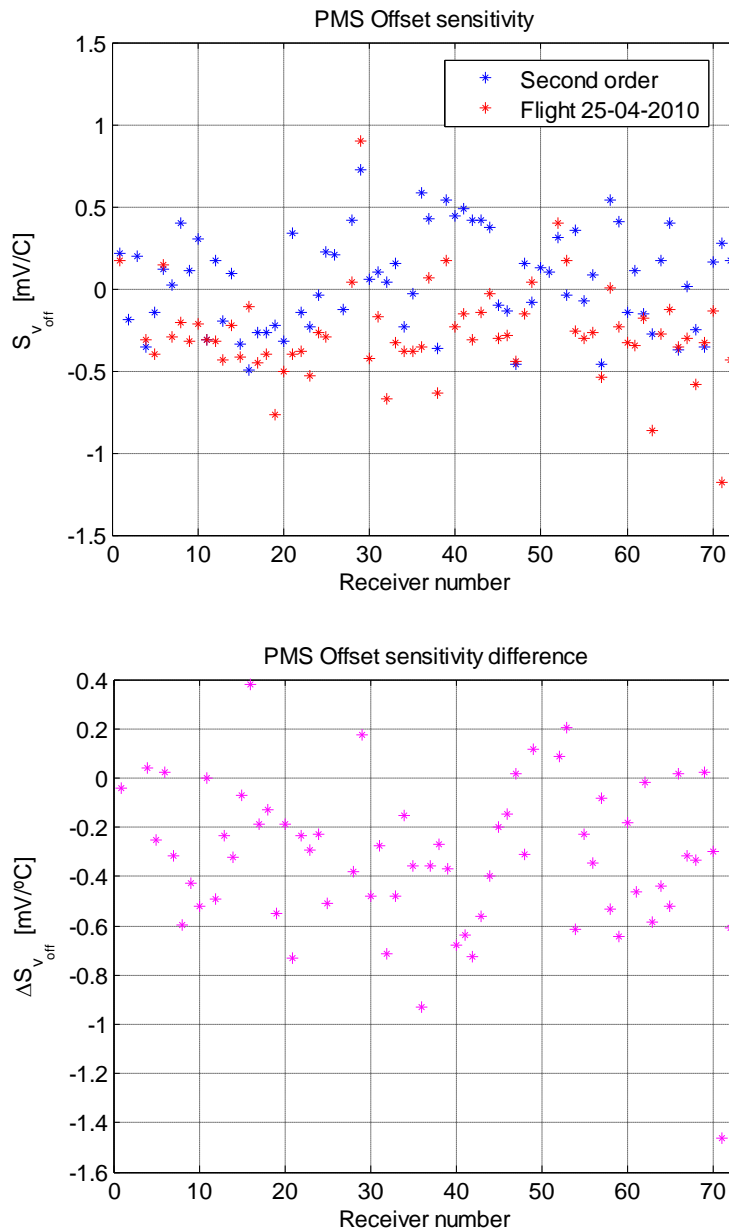 PMS Offset sensitivity
1.5
1
0.5
0
-0.5
-1
-1.5
S_v_off [mV/C]
Second order
Flight 25-04-2010
0 10 20 30 40 50 60 70
Receiver number
PMS Offset sensitivity difference
0.4
0.2
0
-0.2
-0.4
-0.6
-0.8
-1
-1.2
-1.4
-1.6
ΔS_v_off [mV/ºC]
0 10 20 30 40 50 60 70
Receiver number